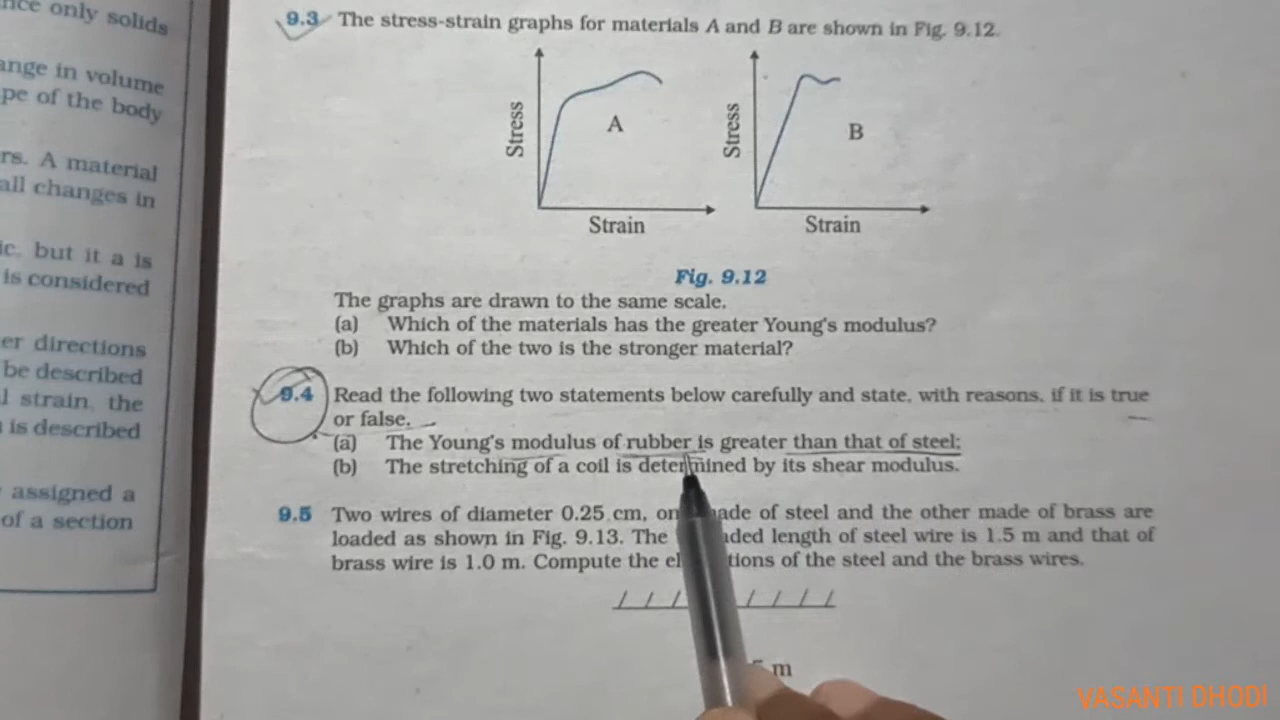 nce only solids
ange in volume
pe of the body
rs. A material
all changes in
ic, but it a is
is considered
er directions
be described
l strain, the
is described
assigned a
of a section
9.3 The stress-strain graphs for materials A and B are shown in Fig. 9.12.
Stress
A
Strain
Stress
B
Strain
Fig. 9.12
The graphs are drawn to the same scale.
(a) Which of the materials has the greater Young's modulus?
(b) Which of the two is the stronger material?
9.4 Read the following two statements below carefully and state, with reasons, if it is true
or false.
(a) The Young's modulus of rubber is greater than that of steel;
(b) The stretching of a coil is determined by its shear modulus.
9.5 Two wires of diameter 0.25 cm, made of steel and the other made of brass are
loaded as shown in Fig. 9.13. The length of steel wire is 1.5 m and that of
brass wire is 1.0 m. Compute the of the steel and the brass wires.
m
VASANTI DHODI